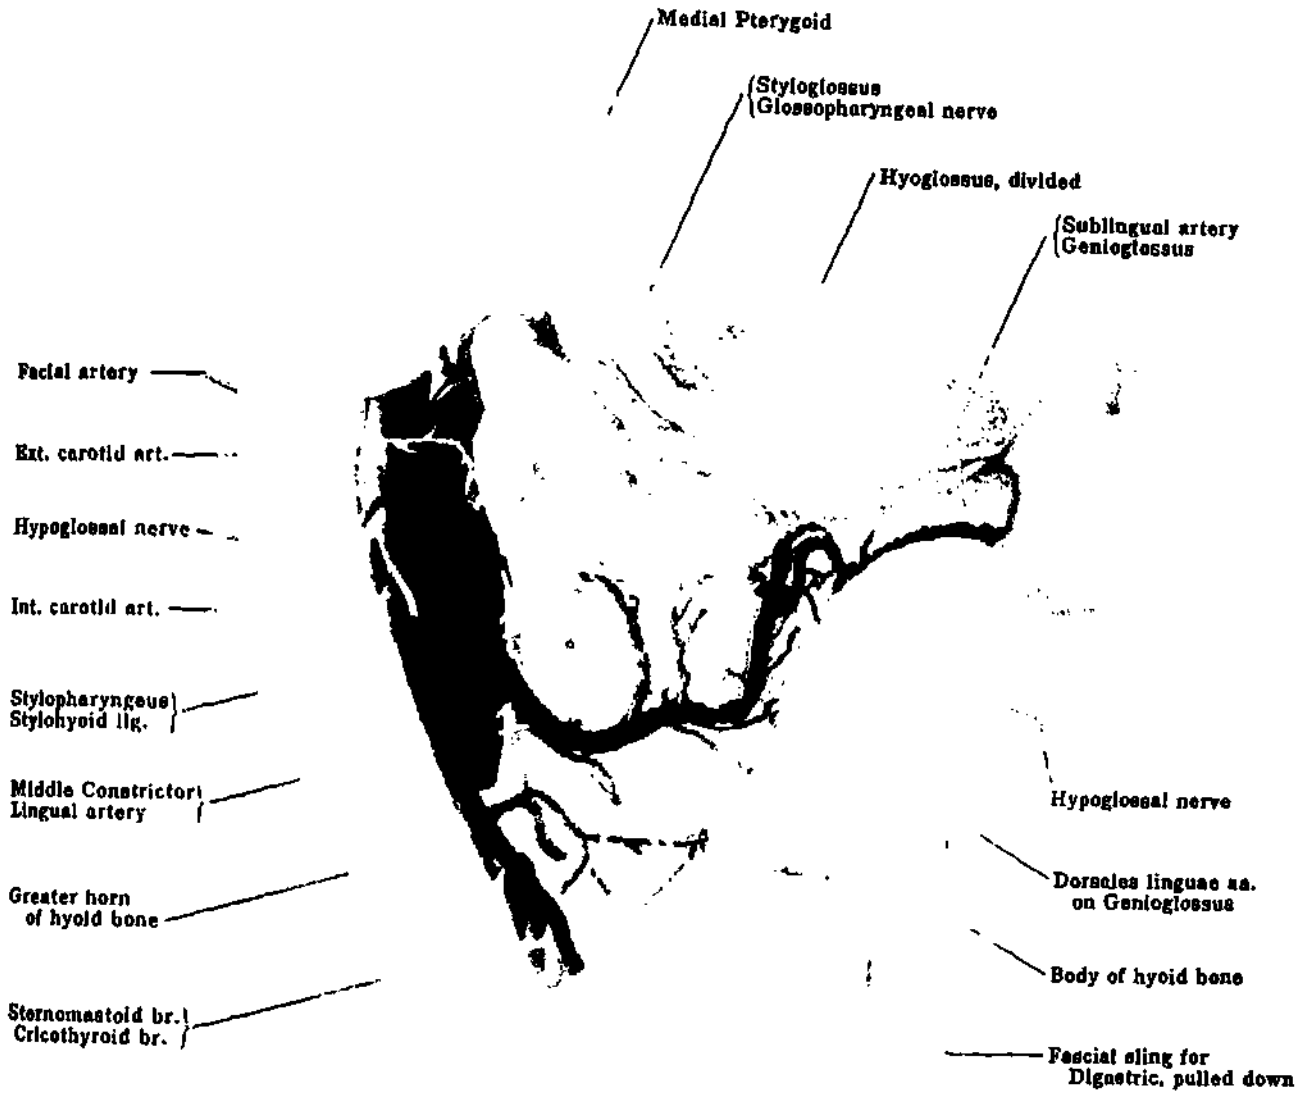 Medial Pterygoid
Styloglossus
Glossopharyngeal nerve
Hyoglossus, divided
Sublingual artery
Genioglossus
Facial artery
Ext. carotid art.
Hypoglossal nerve
Int. carotid art.
Stylopharyngeus
Stylohyoid lig.
Middle Constrictor
Lingual artery
Greater horn
of hyoid bone
Sternomastoid br.
Cricothyroid br.
Hypoglossal nerve
Dorsales linguae aa.
on Genioglossus
Body of hyoid bone
Fascial sling for
Digastric, pulled down